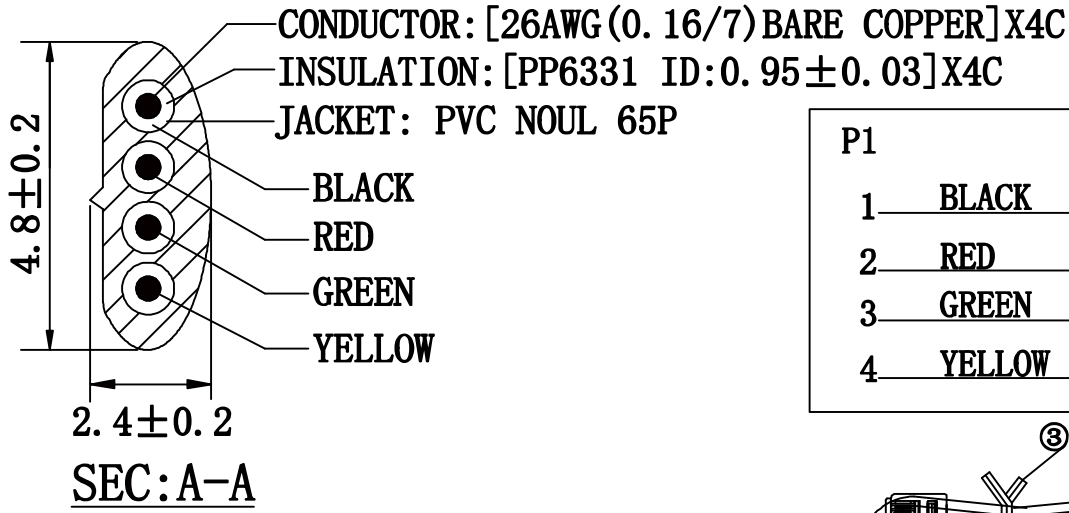 CONDUCTOR:[26AWG(0.16/7)BARE COPPER]X4C
INSULATION:[PP6331 ID:0.95±0.03]X4C
JACKET: PVC NOUL 65P
BLACK
RED
GREEN
YELLOW
4.8±0.2
2.4±0.2
SEC:A-A
P1
1 BLACK
2 RED
3 GREEN
4 YELLOW
③